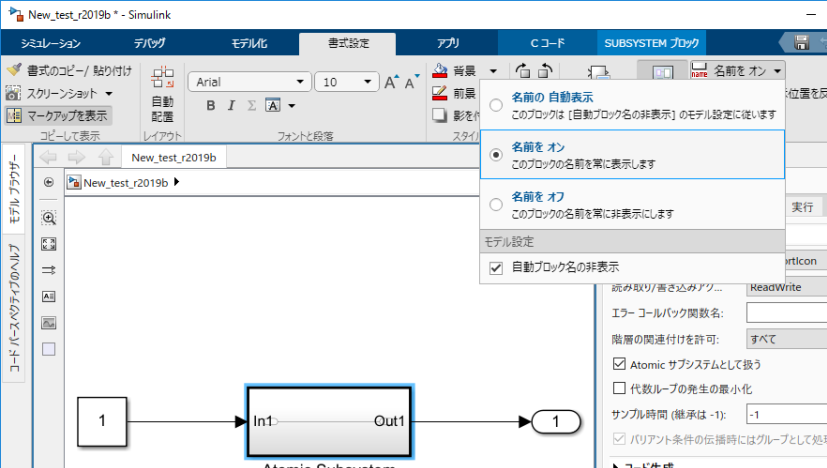 New_test_r2019b * - Simulink
シミュレーション デバッグ モデル化 書式設定 アプリ C コード SUBSYSTEM ブロック
書式のコピー/ 貼り付け
スクリーンショット
マークアップを表示
コピーして表示
自動
配置
レイアウト
Arial 10 A A
B I Σ A
フォントと段落
背景
前景
影を付
スタイル
name 名前を オン
位置を反
名前の 自動表示
このブロックは [自動ブロック名の非表示] のモデル設定に従います
名前を オン
このブロックの名前を常に表示します
名前を オフ
このブロックの名前を常に非表示にします
モデル設定
自動ブロック名の非表示
モデル ブラウザー
コード パースペクティブのヘルプ
New_test_r2019b
New_test_r2019b
1
In1
Out1
1
Atomic Subsystem
実行
ortIcon
読み取り/書き込みアク... ReadWrite
エラー コールバック関数名:
階層の関連付けを許可: すべて
Atomic サブシステムとして扱う
代数ループの発生の最小化
サンプル時間 (継承は -1): -1
バリアント条件の伝播時にはグループとして処理
コード生成